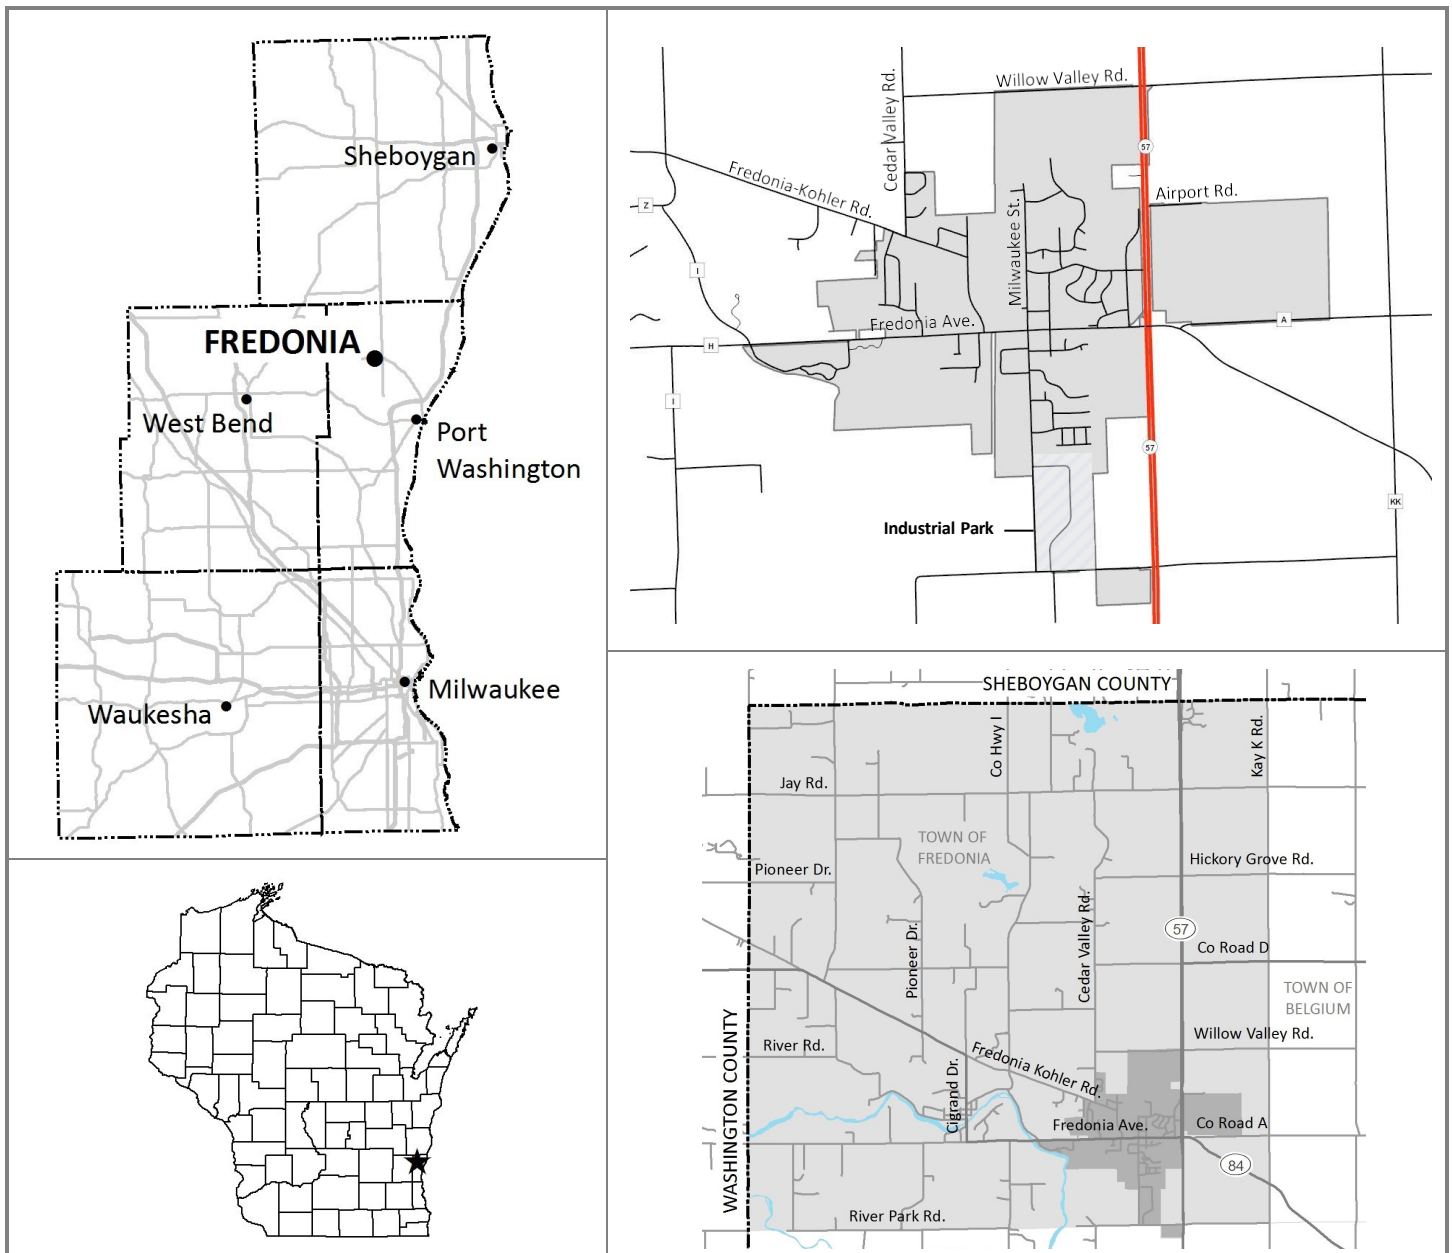 Sheboygan
FREDONIA
West Bend
Port
Washington
Milwaukee
Waukesha
Willow Valley Rd.
Cedar Valley Rd.
57
Fredonia-Kohler Rd.
Airport Rd.
Z
Milwaukee St.
I
Fredonia Ave.
A
H
I
57
KK
Industrial Park
SHEBOYGAN COUNTY
Co Hwy I
Kay K Rd.
Jay Rd.
TOWN OF
FREDONIA
Hickory Grove Rd.
Pioneer Dr.
Cedar Valley Rd.
57
Pioneer Dr.
Co Road D
TOWN OF
BELGIUM
WASHINGTON COUNTY
Willow Valley Rd.
River Rd.
Fredonia Kohler Rd.
Cigrand Dr.
Fredonia Ave.
Co Road A
84
River Park Rd.